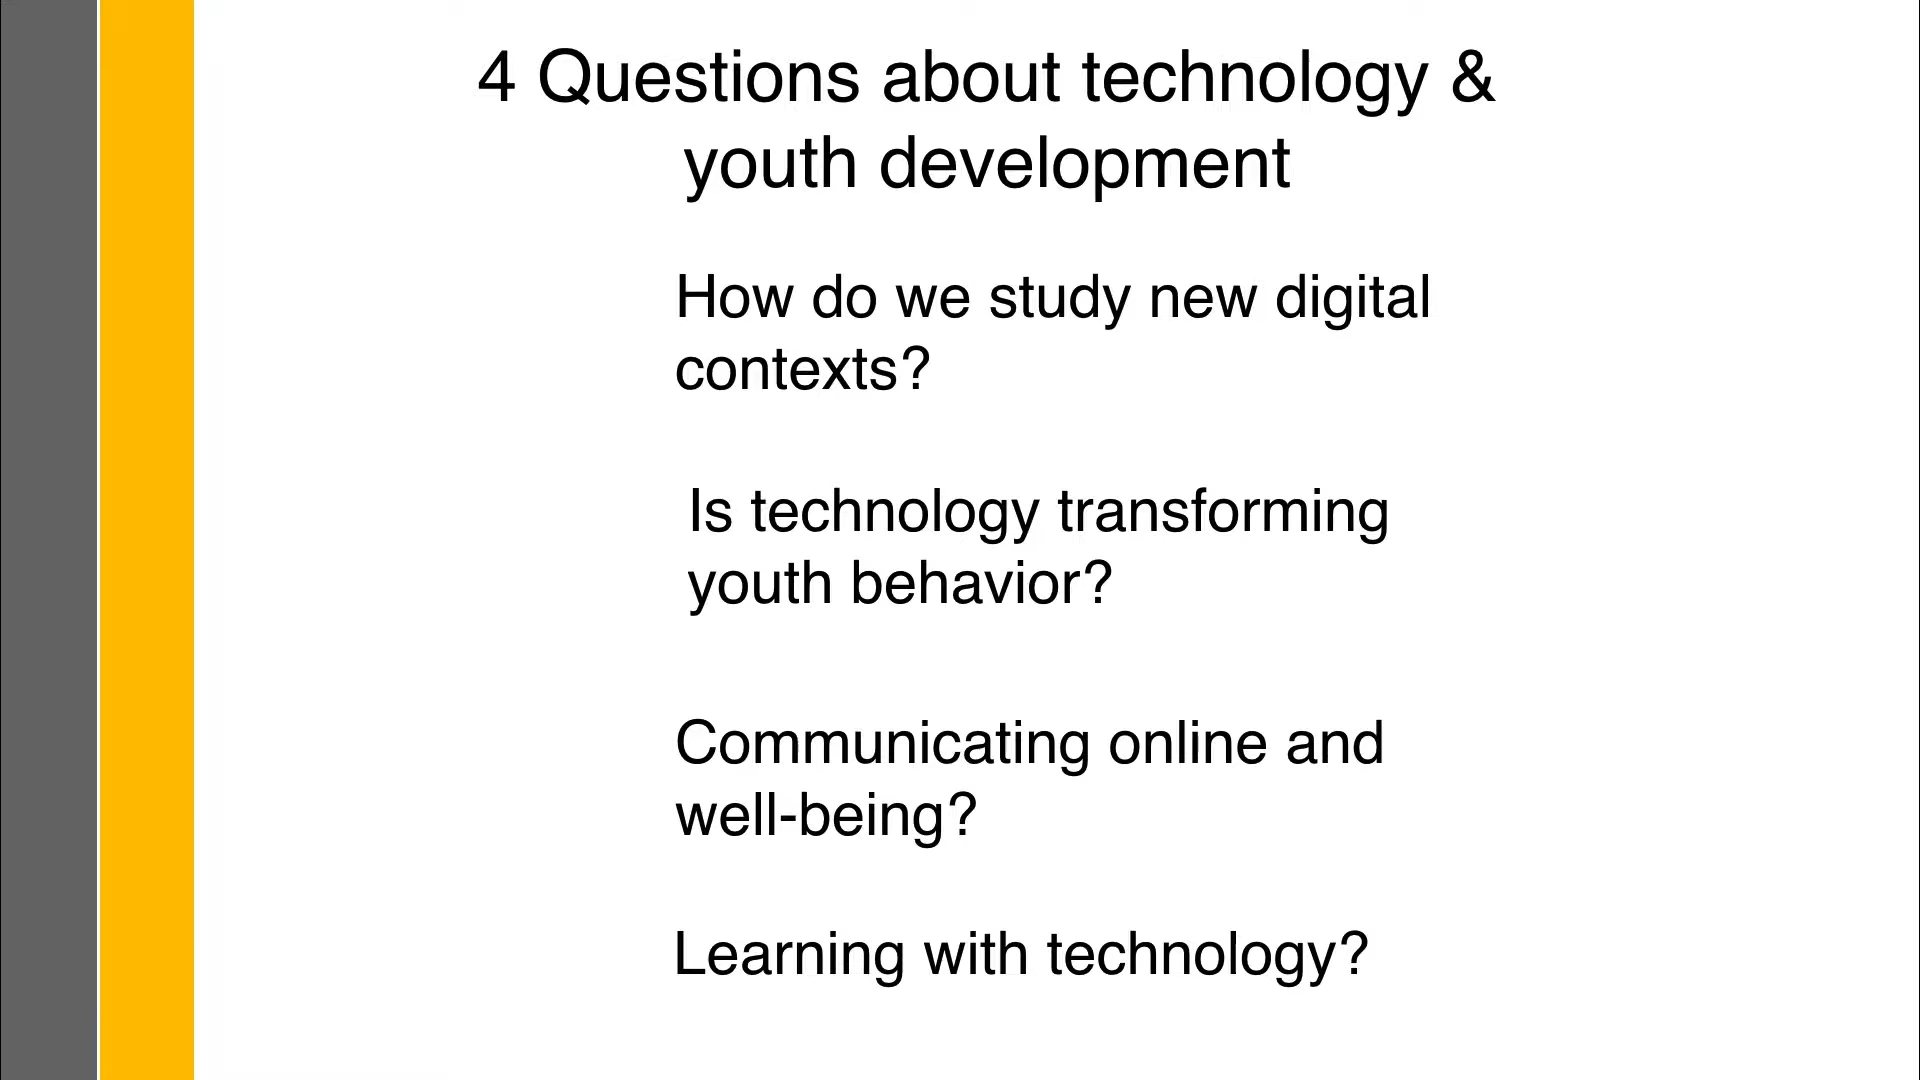 4 Questions about technology &
youth development
How do we study new digital
contexts?
Is technology transforming
youth behavior?
Communicating online and
well-being?
Learning with technology?